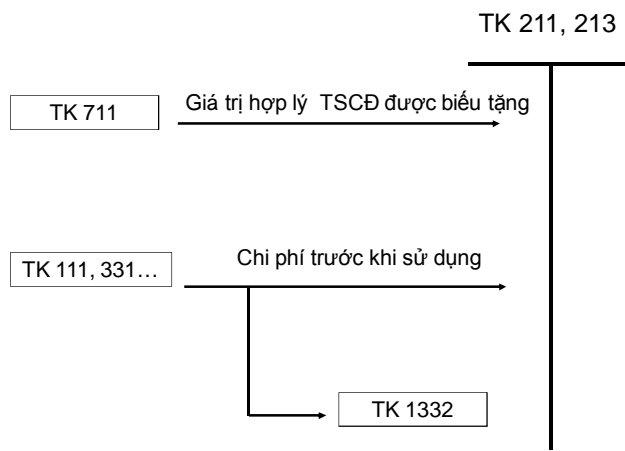 TK 211, 213
TK 711
Giá trị hợp lý TSCĐ được biếu tặng
TK 111, 331…
Chi phí trước khi sử dụng
TK 1332